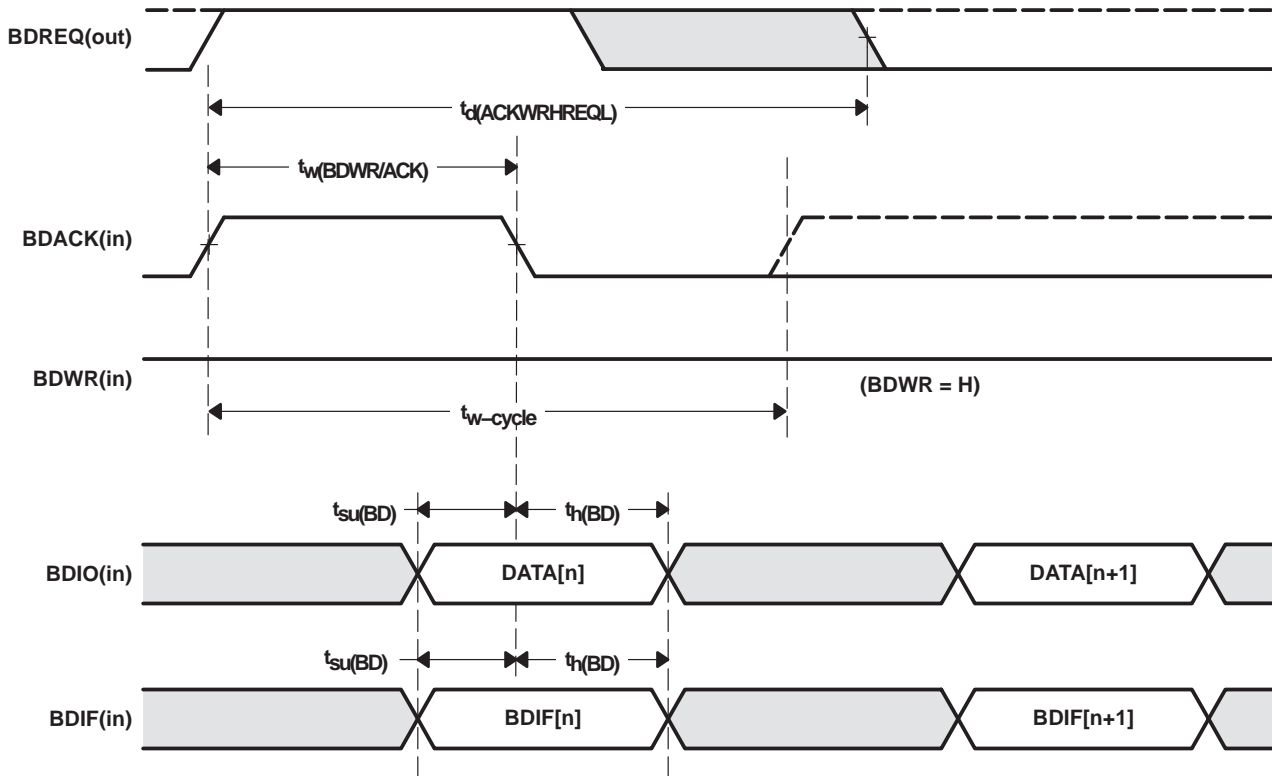 BDREQ(out)
td(ACKWRHREQL)
tw(BDWR/ACK)
BDACK(in)
BDWR(in)
(BDWR = H)
tw–cycle
tsu(BD)
th(BD)
BDIO(in)
DATA[n]
DATA[n+1]
tsu(BD)
th(BD)
BDIF(in)
BDIF[n]
BDIF[n+1]